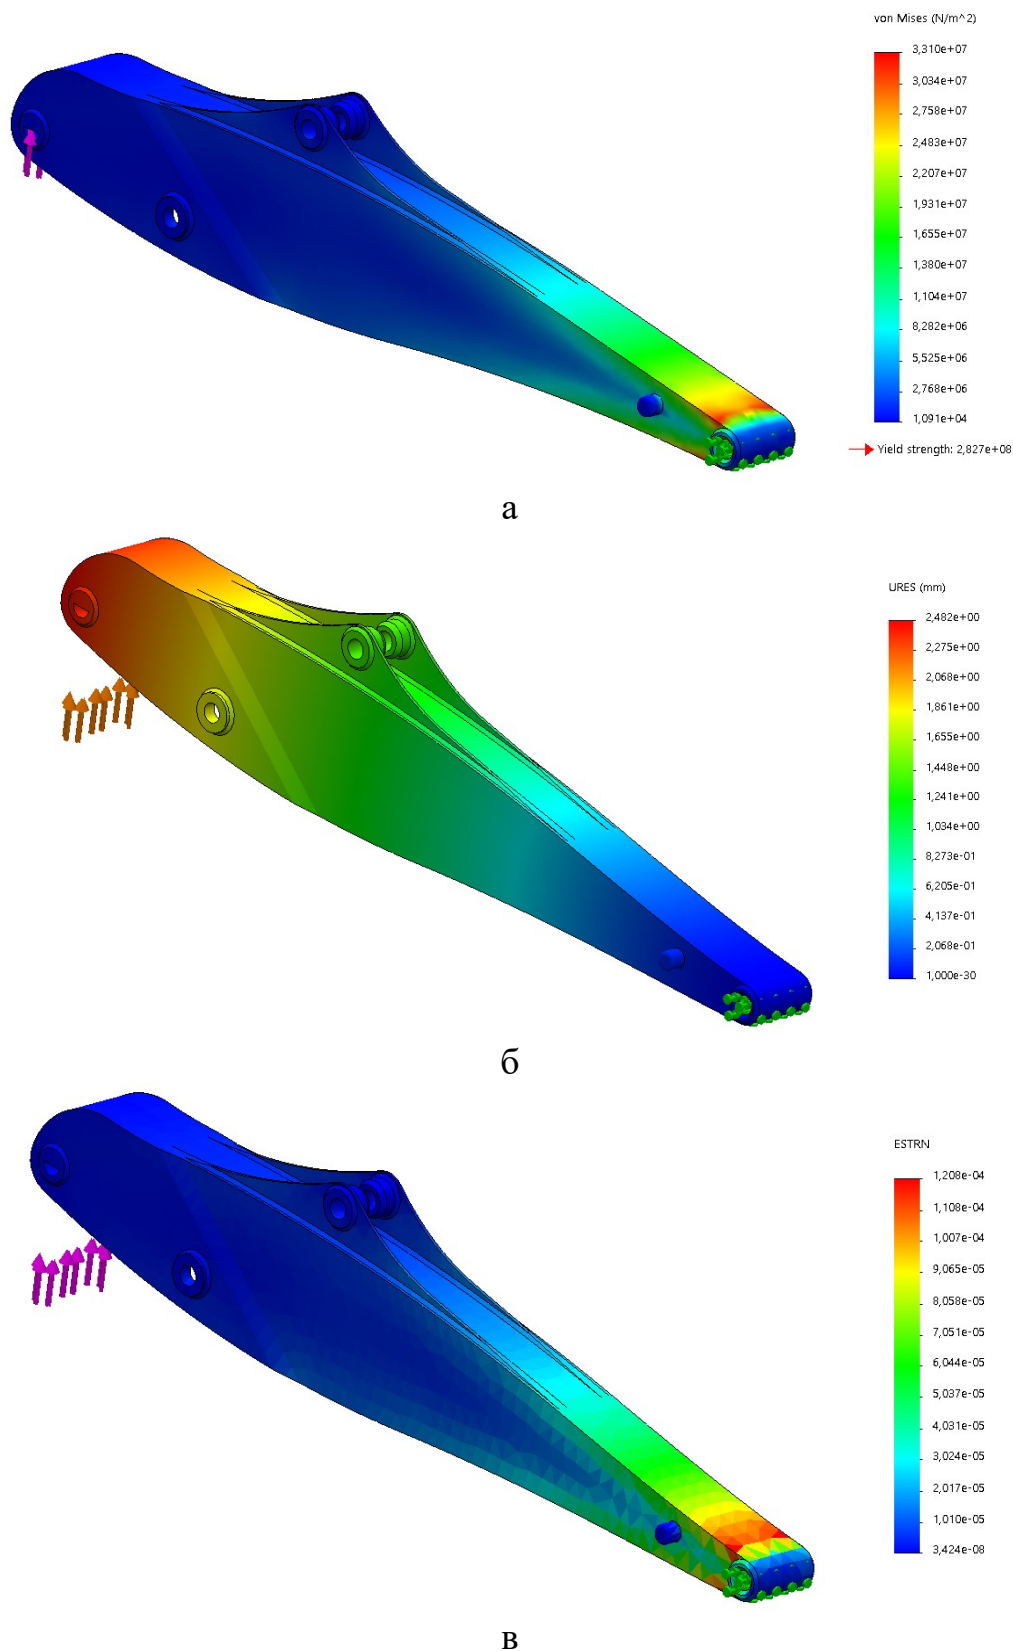 von Mises (N/m^2)
3,310e+07
3,034e+07
2,758e+07
2,483e+07
2,207e+07
1,931e+07
1,655e+07
1,380e+07
1,104e+07
8,282e+06
5,525e+06
2,768e+06
1,091e+04
Yield strength: 2,827e+08
а
URES (mm)
2,482e+00
2,275e+00
2,068e+00
1,861e+00
1,655e+00
1,448e+00
1,241e+00
1,034e+00
8,273e-01
6,205e-01
4,137e-01
2,068e-01
1,000e-30
б
ESTRN
1,208e-04
1,108e-04
1,007e-04
9,065e-05
8,058e-05
7,051e-05
6,044e-05
5,037e-05
4,031e-05
3,024e-05
2,017e-05
1,010e-05
3,424e-08
в